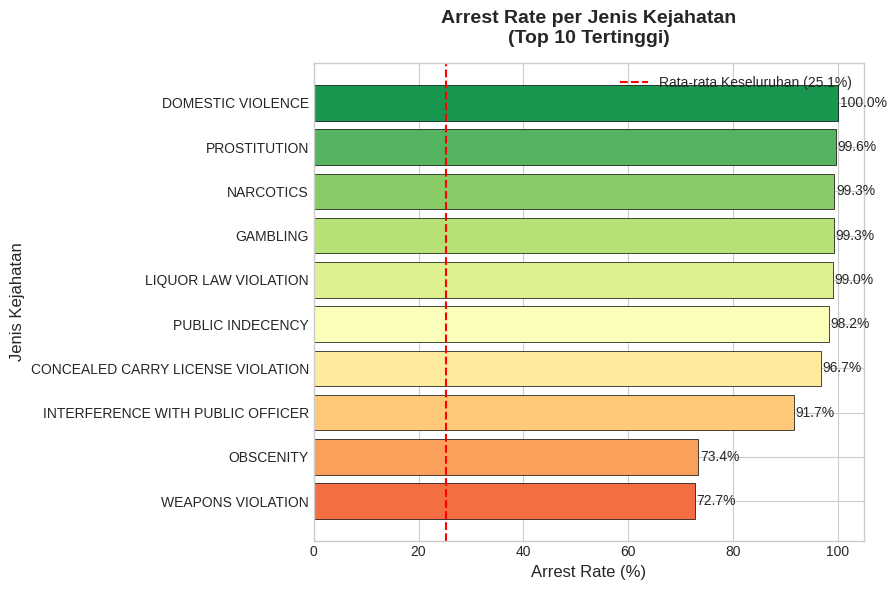 Arrest Rate per Jenis Kejahatan
(Top 10 Tertinggi)
Rata-rata Keseluruhan (25.1%)
Jenis Kejahatan
DOMESTIC VIOLENCE 100.0%
PROSTITUTION 99.6%
NARCOTICS 99.3%
GAMBLING 99.3%
LIQUOR LAW VIOLATION 99.0%
PUBLIC INDECENCY 98.2%
CONCEALED CARRY LICENSE VIOLATION 96.7%
INTERFERENCE WITH PUBLIC OFFICER 91.7%
OBSCENITY 73.4%
WEAPONS VIOLATION 72.7%
0 20 40 60 80 100
Arrest Rate (%)